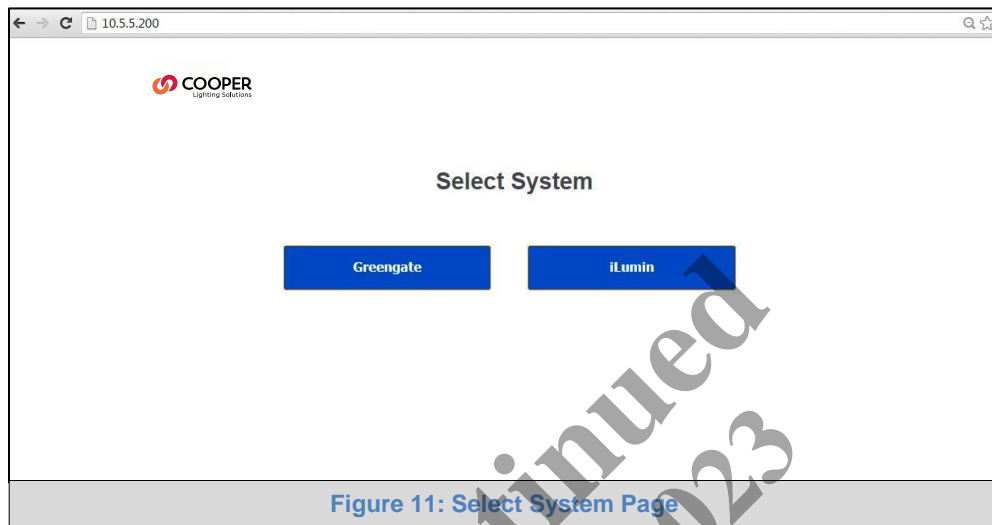 10.5.5.200
COOPER
Lighting Solutions
Select System
Greengate
iLumin
Figure 11: Select System Page